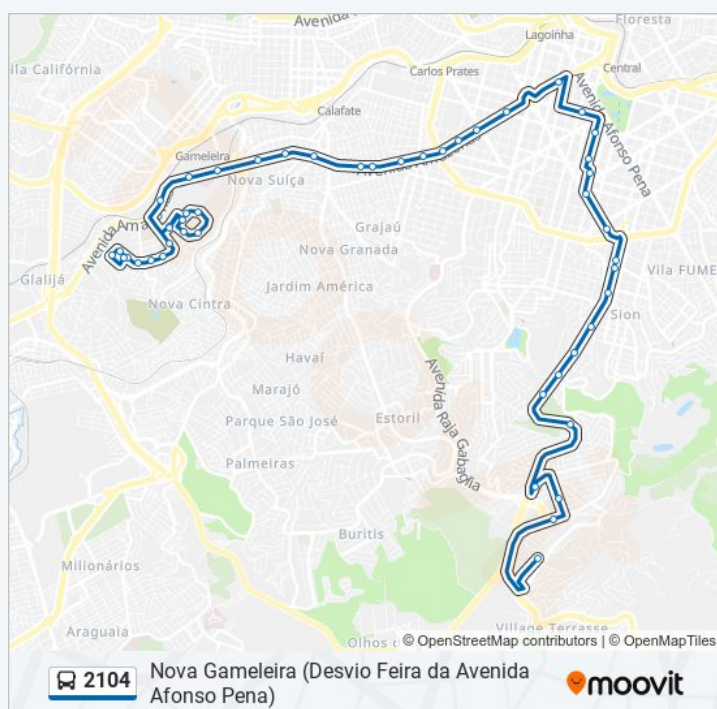 Avenida
Floresta
Lagoinha
Vila Califórnia
Carlos Prates
Central
Calafate
Avenida Afonso Pena
Gameleira
Nova Suíça
Avenida Amazonas
Avenida Ama
Grajaú
Nova Granada
Vila FUME
Glalijá
Jardim América
Nova Cintra
Sion
Havaí
Marajó
Avenida Raja Gabaglia
Parque São José
Estoril
Palmeiras
Buritis
Milionários
Araguaia
Olhos d
Village Terrasse
© OpenStreetMap contributors | © OpenMapTiles
2104
Nova Gameleira (Desvio Feira da Avenida
Afonso Pena)
moovit